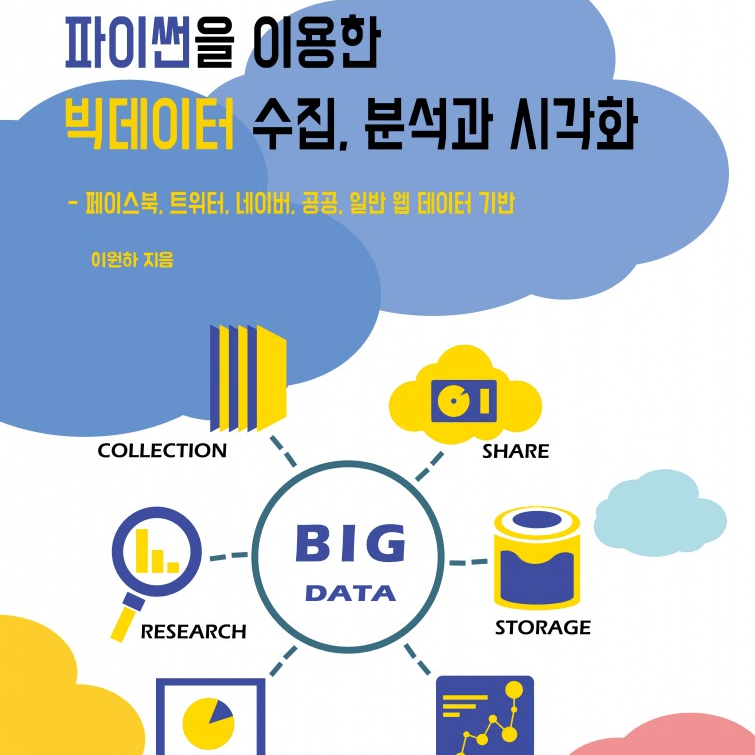 파이썬을 이용한
빅데이터 수집, 분석과 시각화
- 페이스북, 트위터, 네이버, 공공, 일반 웹 데이터 기반
이원하 지음
COLLECTION
SHARE
BIG
DATA
RESEARCH
STORAGE